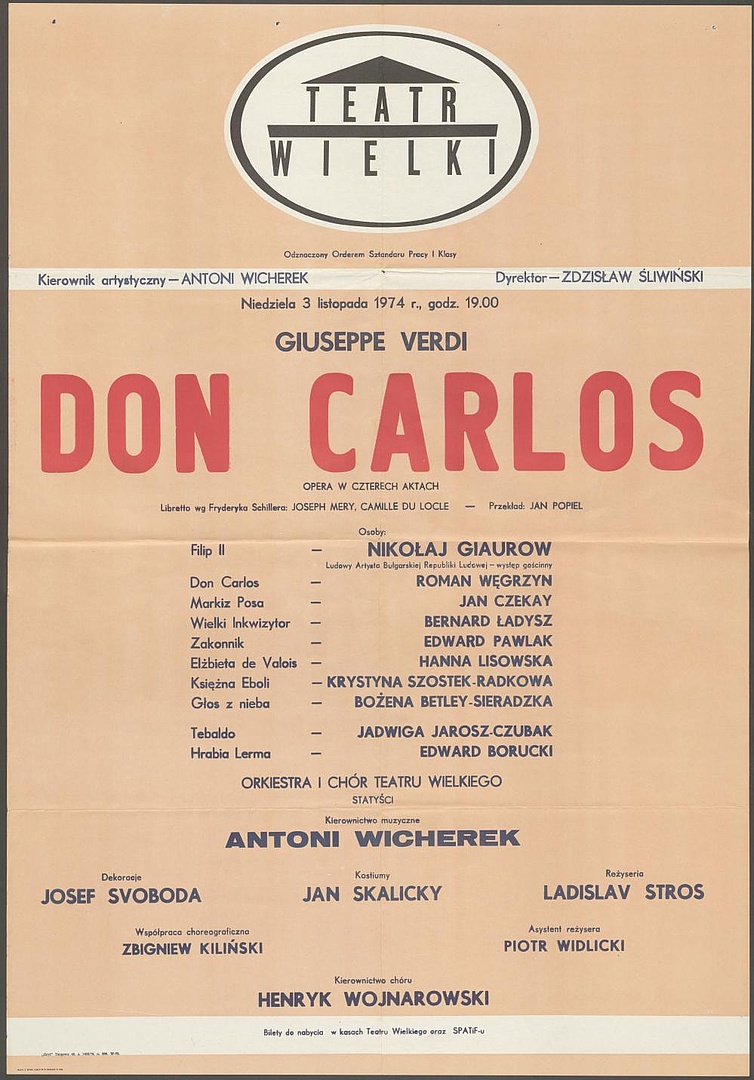 TEATR
WIELKI
Odznaczony Orderem Sztandaru Pracy I Klasy
Kierownik artystyczny — ANTONI WICHEREK Dyrektor — ZDZISŁAW ŚLIWIŃSKI
Niedziela 3 listopada 1974 r., godz. 19.00
GIUSEPPE VERDI
DON CARLOS
OPERA W CZTERECH AKTACH
Libretto wg Fryderyka Schillera: JOSEPH MERY, CAMILLE DU LOCLE — Przekład: JAN POPIEL
Osoby:
Filip II — NIKOŁAJ GIAUROW
Ludowy Artysta Bułgarskiej Republiki Ludowej — występ gościnny
Don Carlos — ROMAN WĘGRZYN
Markiz Posa — JAN CZEKAY
Wielki Inkwizytor — BERNARD ŁADYSZ
Zakonnik — EDWARD PAWLAK
Elżbieta de Valois — HANNA LISOWSKA
Księżna Eboli — KRYSTYNA SZOSTEK-RADKOWA
Głos z nieba — BOŻENA BETLEY-SIERADZKA
Tebaldo — JADWIGA JAROSZ-CZUBAK
Hrabia Lerma — EDWARD BORUCKI
ORKIESTRA I CHÓR TEATRU WIELKIEGO
STATYŚCI
Kierownictwo muzyczne
ANTONI WICHEREK
Dekoracje Kostiumy Reżyseria
JOSEF SVOBODA JAN SKALICKY LADISLAV STROS
Współpraca choreograficzna Asystent reżysera
ZBIGNIEW KILIŃSKI PIOTR WIDLICKI
Kierownictwo chóru
HENRYK WOJNAROWSKI
Bilety do nabycia w kasach Teatru Wielkiego oraz SPATiF-u